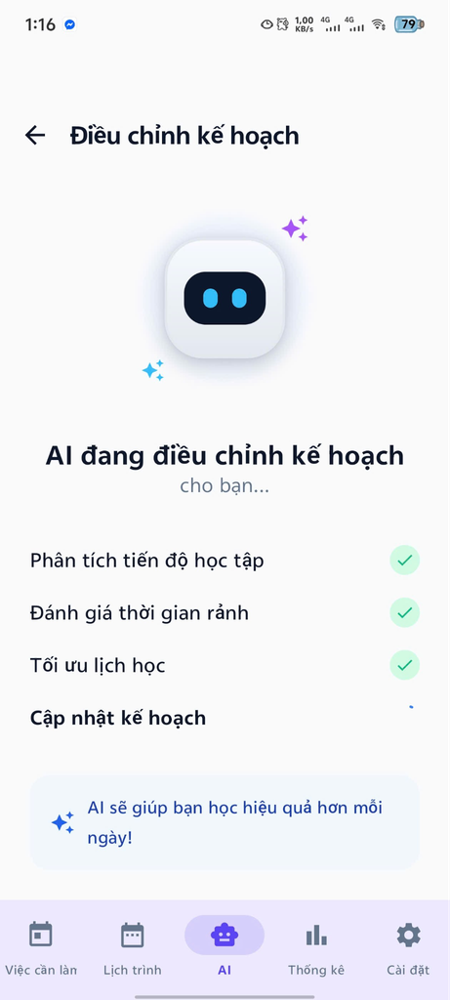 1:16
1,00
KB/s
4G
4G
79
Điều chỉnh kế hoạch
AI đang điều chỉnh kế hoạch
cho bạn...
Phân tích tiến độ học tập
Đánh giá thời gian rảnh
Tối ưu lịch học
Cập nhật kế hoạch
AI sẽ giúp bạn học hiệu quả hơn mỗi
ngày!
Việc cần làn
Lịch trình
AI
Thống kê
Cài đặt